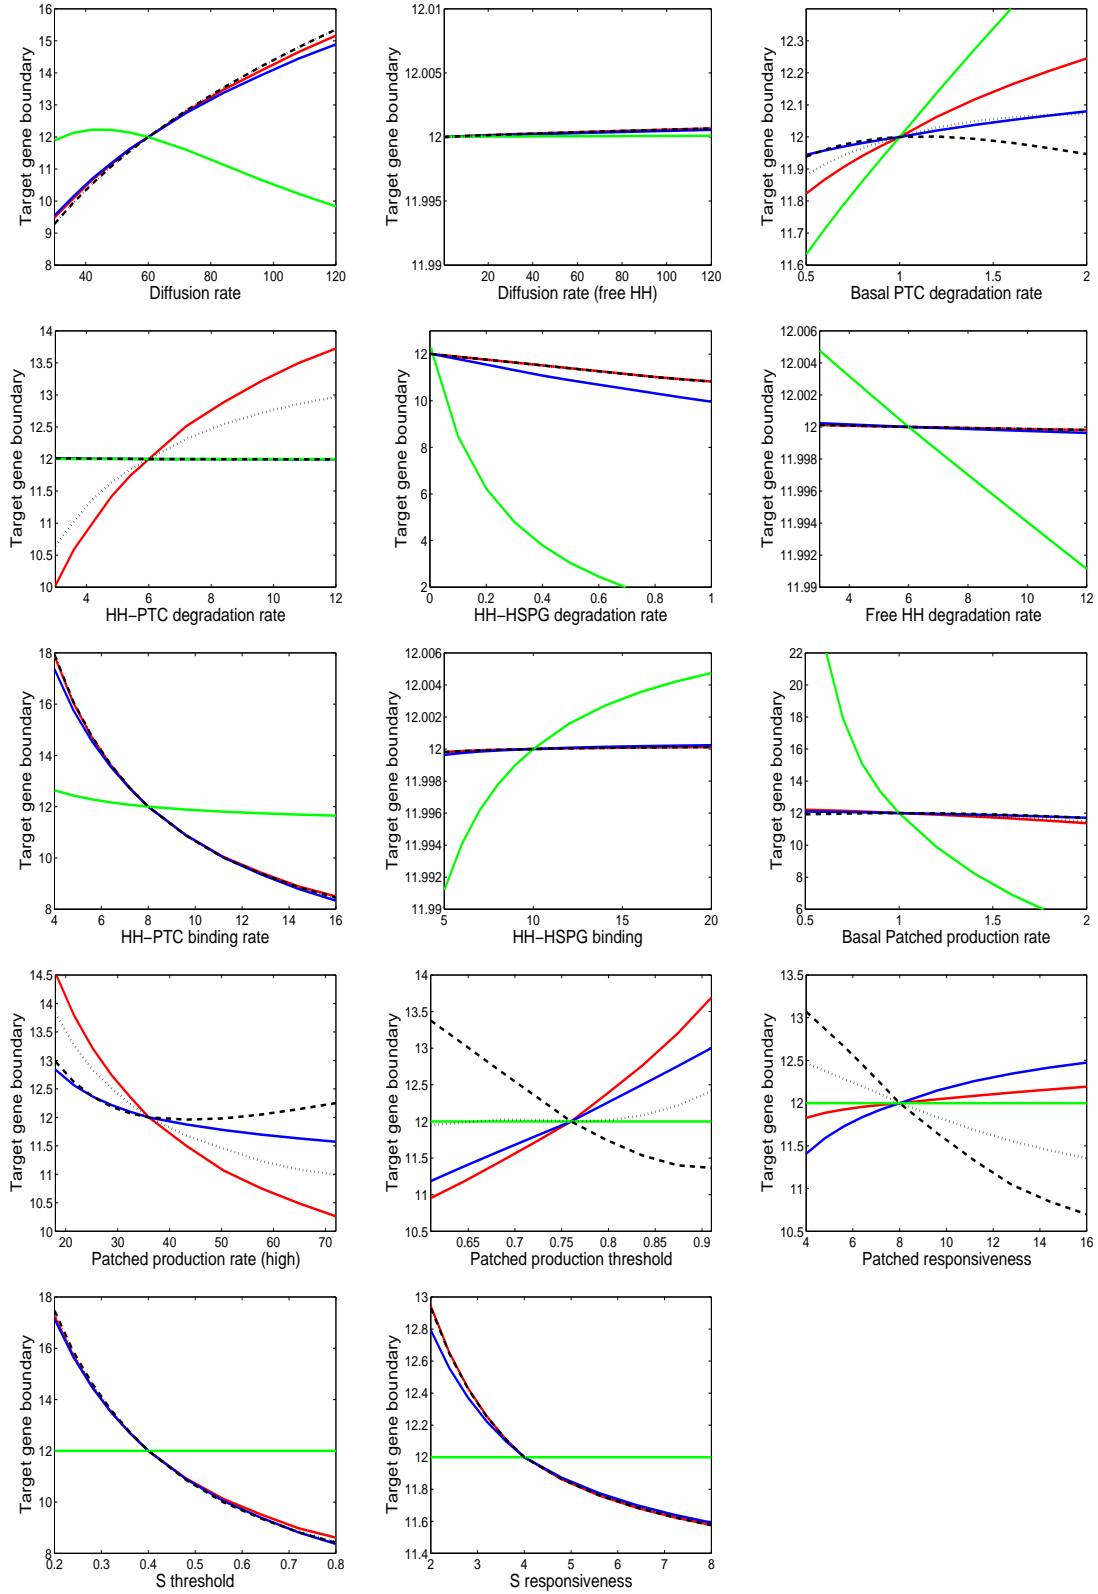 16
15
14
13
12
11
10
9
8
40 60 80 100 120
Target gene boundary
Diffusion rate
12.01
12.005
12
11.995
11.99
20 40 60 80 100 120
Target gene boundary
Diffusion rate (free HH)
12.3
12.2
12.1
12
11.9
11.8
11.7
11.6
0.5 1 1.5 2
Target gene boundary
Basal PTC degradation rate
14
13.5
13
12.5
12
11.5
11
10.5
10
4 6 8 10 12
Target gene boundary
HH−PTC degradation rate
12
10
8
6
4
2
0 0.2 0.4 0.6 0.8 1
Target gene boundary
HH−HSPG degradation rate
12.006
12.004
12.002
12
11.998
11.996
11.994
11.992
11.99
4 6 8 10 12
Target gene boundary
Free HH degradation rate
18
16
14
12
10
8
4 6 8 10 12 14 16
Target gene boundary
HH−PTC binding rate
12.006
12.004
12.002
12
11.998
11.996
11.994
11.992
11.99
5 10 15 20
Target gene boundary
HH−HSPG binding
22
20
18
16
14
12
10
8
6
0.5 1 1.5 2
Target gene boundary
Basal Patched production rate
14.5
14
13.5
13
12.5
12
11.5
11
10.5
10
20 30 40 50 60 70
Target gene boundary
Patched production rate (high)
14
13.5
13
12.5
12
11.5
11
10.5
0.65 0.7 0.75 0.8 0.85 0.9
Target gene boundary
Patched production threshold
13.5
13
12.5
12
11.5
11
10.5
4 6 8 10 12 14 16
Target gene boundary
Patched responsiveness
18
16
14
12
10
8
0.2 0.3 0.4 0.5 0.6 0.7 0.8
Target gene boundary
S threshold
13
12.8
12.6
12.4
12.2
12
11.8
11.6
11.4
2 3 4 5 6 7 8
Target gene boundary
S responsiveness